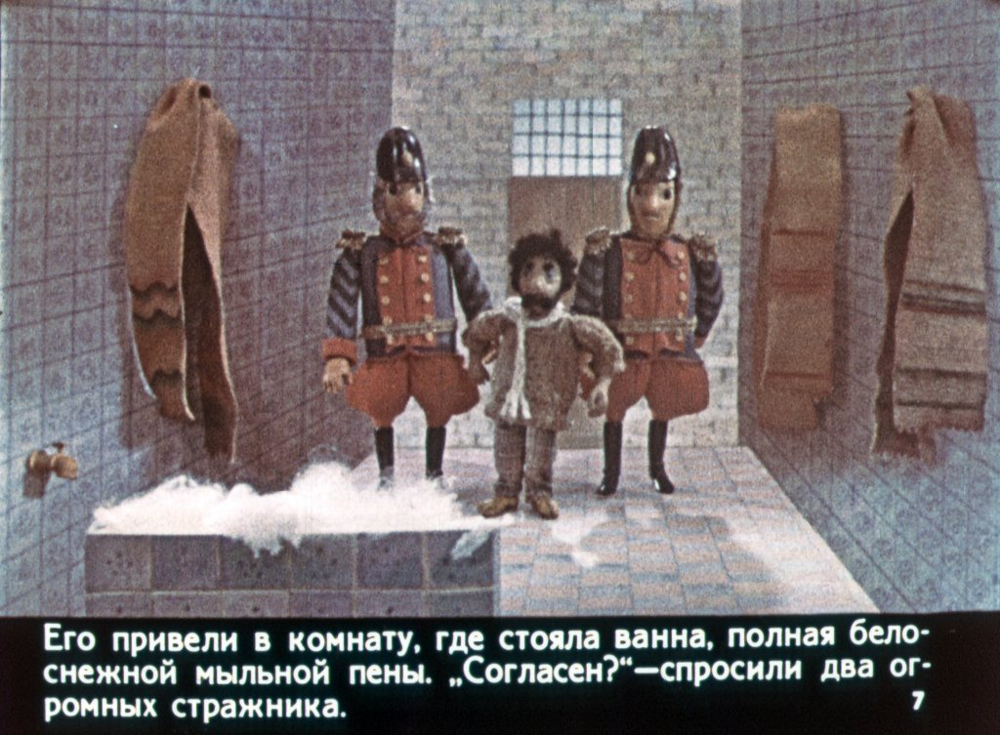 Его привели в комнату, где стояла ванна, полная бело-
снежной мыльной пены. „Согласен?“—спросили два ог-
ромных стражника.
7